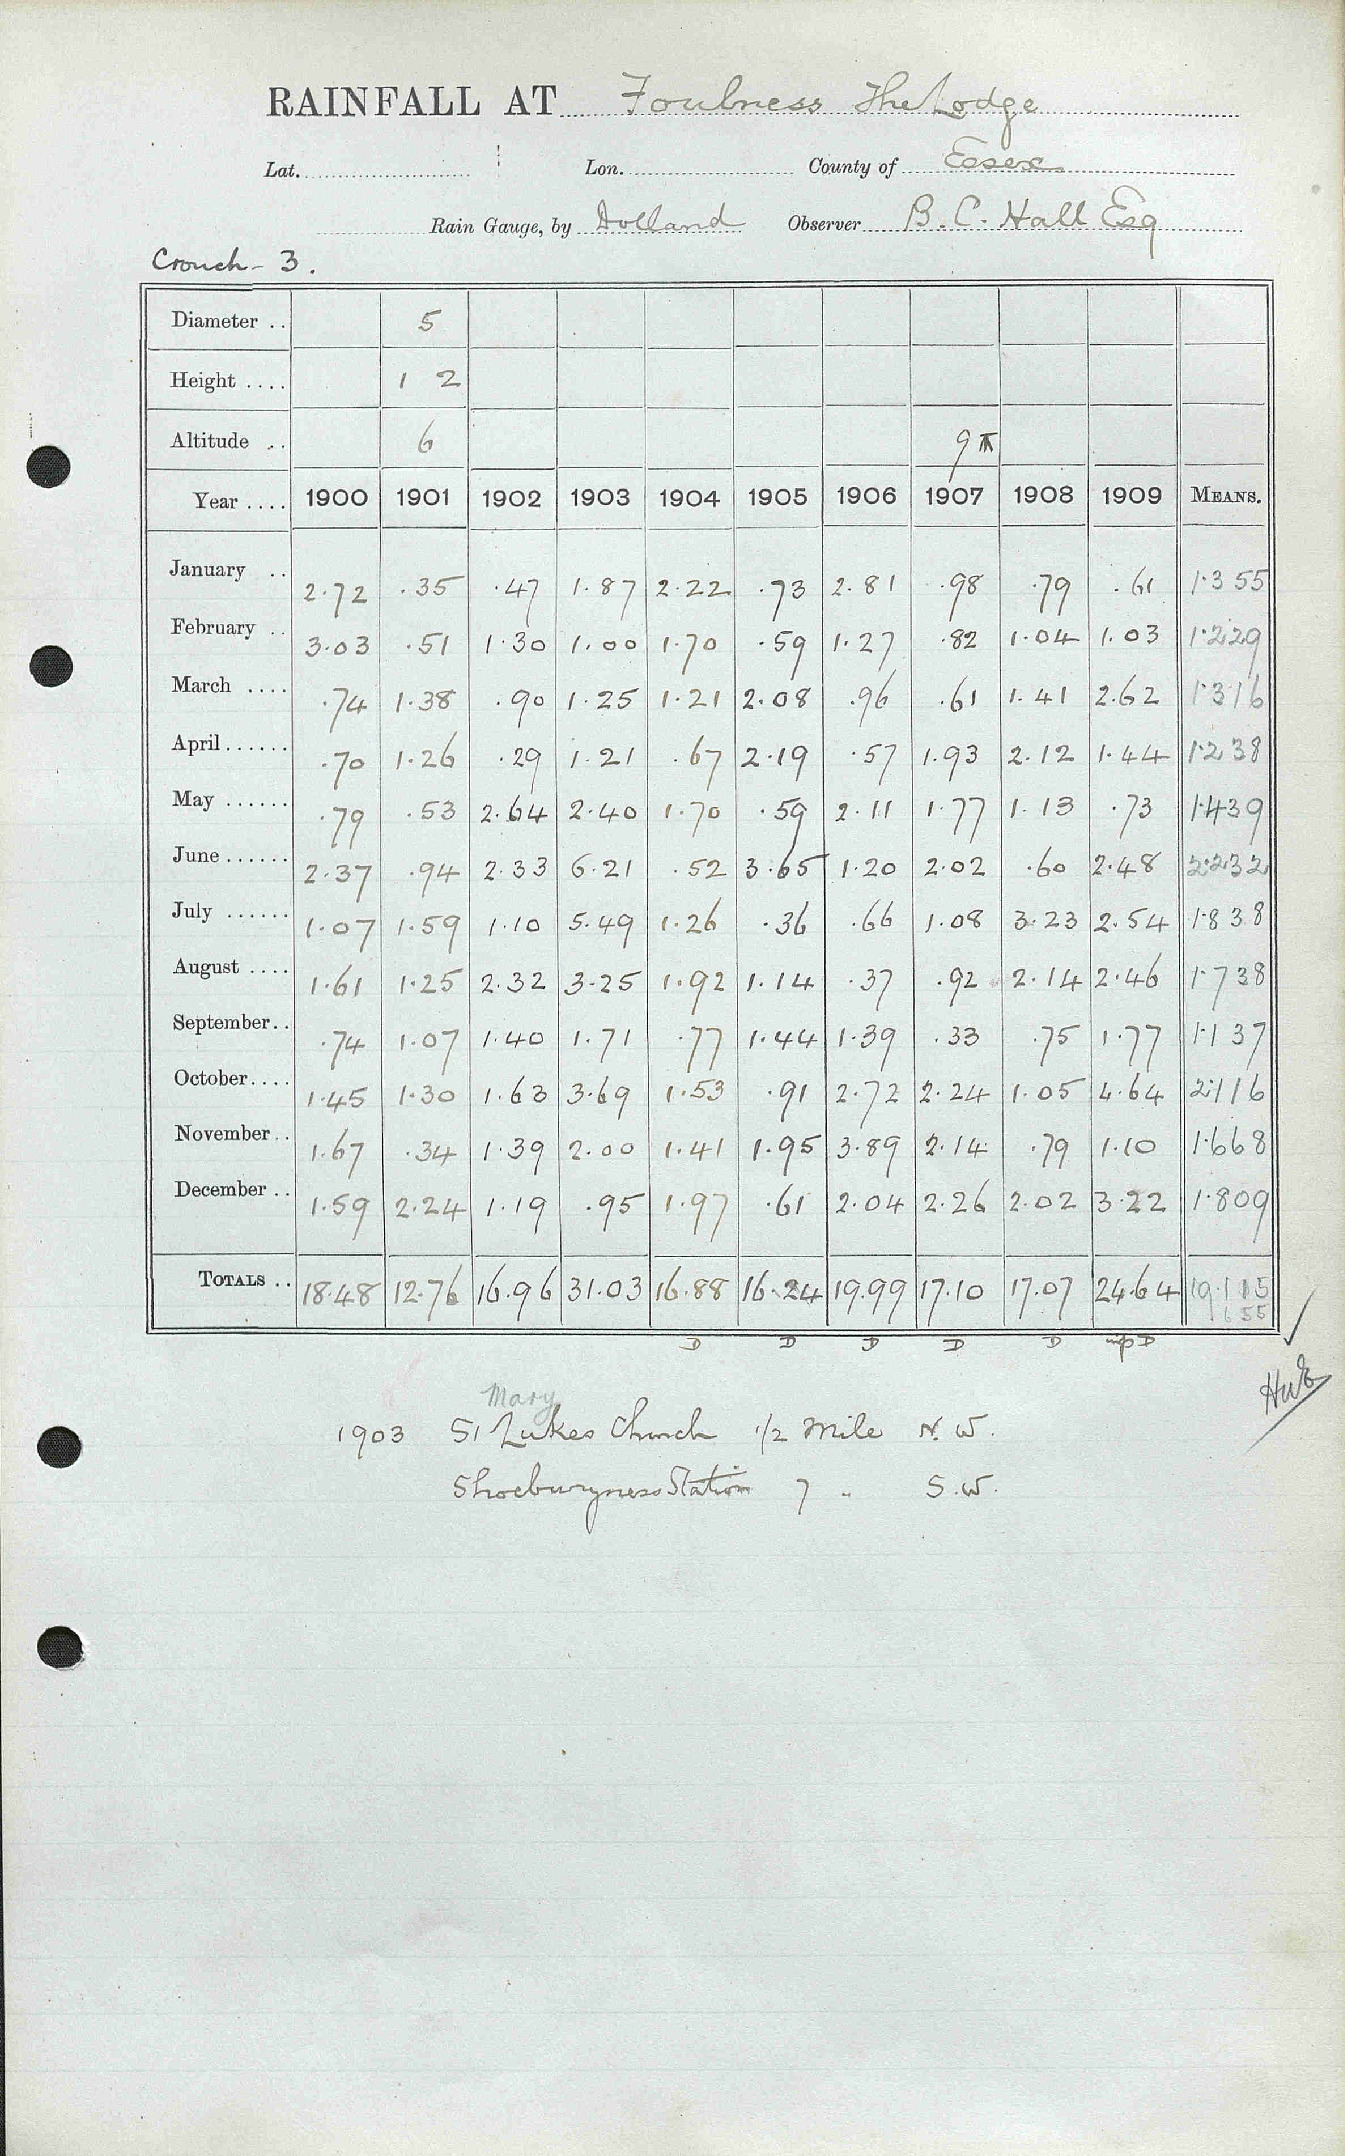 RAINFALL AT Foulness The Lodge
Lat. Lon. County of Essex
Rain Gauge, by Dolland Observer B. C. Hall Esq
Crouch - 3.
Diameter .. 5
Height .... 1 2
Altitude .. 6 9
Year .... 1900 1901 1902 1903 1904 1905 1906 1907 1908 1909 MEANS.
January .. 2.72 .35 .47 1.87 2.22 .73 2.81 .98 .79 .61 1.355
February .. 3.03 .51 1.30 1.00 1.70 .59 1.27 .82 1.04 1.03 1.229
March .... .74 1.38 .90 1.25 1.21 2.08 .96 .61 1.41 2.62 1.316
April ...... .70 1.26 .29 1.21 .67 2.19 .57 1.93 2.12 1.44 1.238
May ...... .79 .53 2.64 2.40 1.70 .59 2.11 1.77 1.13 .73 1.439
June ...... 2.37 .94 2.33 6.21 .52 3.65 1.20 2.02 .60 2.48 2.232
July ...... 1.07 1.59 1.10 5.49 1.26 .36 .66 1.08 3.23 2.54 1.838
August .... 1.61 1.25 2.32 3.25 1.92 1.14 .37 .92 2.14 2.46 1.738
September .. .74 1.07 1.40 1.71 .77 1.44 1.39 .33 .75 1.77 1.137
October .... 1.45 1.30 1.63 3.69 1.53 .91 2.72 2.24 1.05 4.64 2.116
November .. 1.67 .34 1.39 2.00 1.41 1.95 3.89 2.14 .79 1.10 1.668
December .. 1.59 2.24 1.19 .95 1.97 .61 2.04 2.26 2.02 3.22 1.809
TOTALS .. 18.48 12.76 16.96 31.03 16.88 16.24 19.99 17.10 17.07 24.64 19.115
D D D D D D
Mary
1903 St Lukes Church 1/2 Mile N.W.
Shoeburyness Station 7 " S.W.